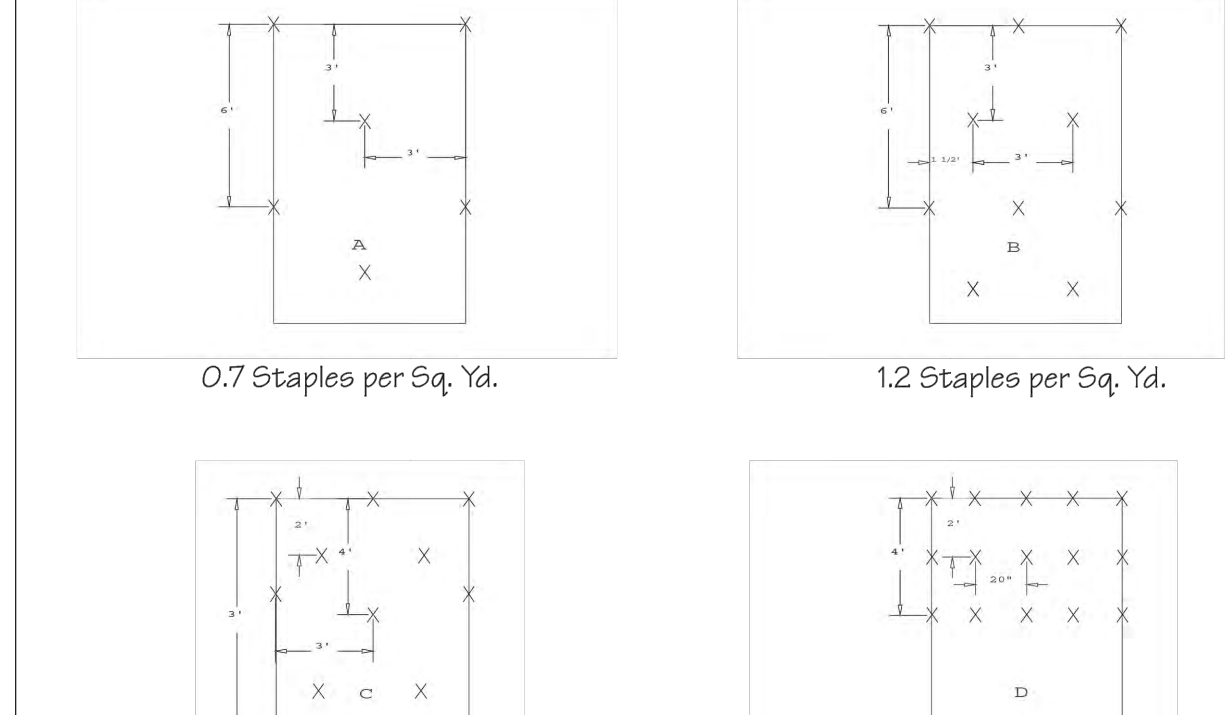 3'
6'
3'
A
0.7 Staples per Sq. Yd.
3'
6'
1 1/2'
3'
B
1.2 Staples per Sq. Yd.
2'
4'
3'
3'
C
2'
4'
20"
D